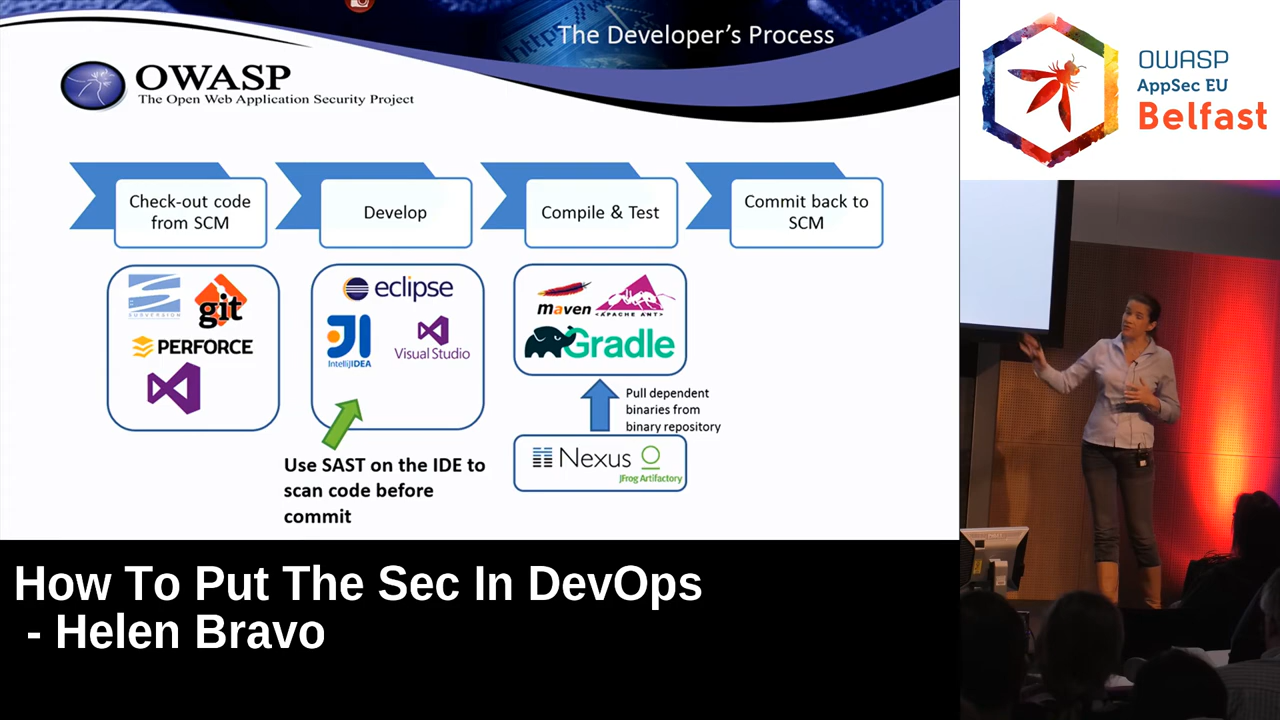 The Developer's Process
OWASP
The Open Web Application Security Project
OWASP
AppSec EU
Belfast
Check-out code
from SCM
Develop
Compile & Test
Commit back to
SCM
SUBVERSION
git
PERFORCE
eclipse
IntelliJIDEA
Visual Studio
maven
APACHE ANT
Gradle
Pull dependent
binaries from
binary repository
Nexus
JFrog Artifactory
Use SAST on the IDE to
scan code before
commit
How To Put The Sec In DevOps
- Helen Bravo